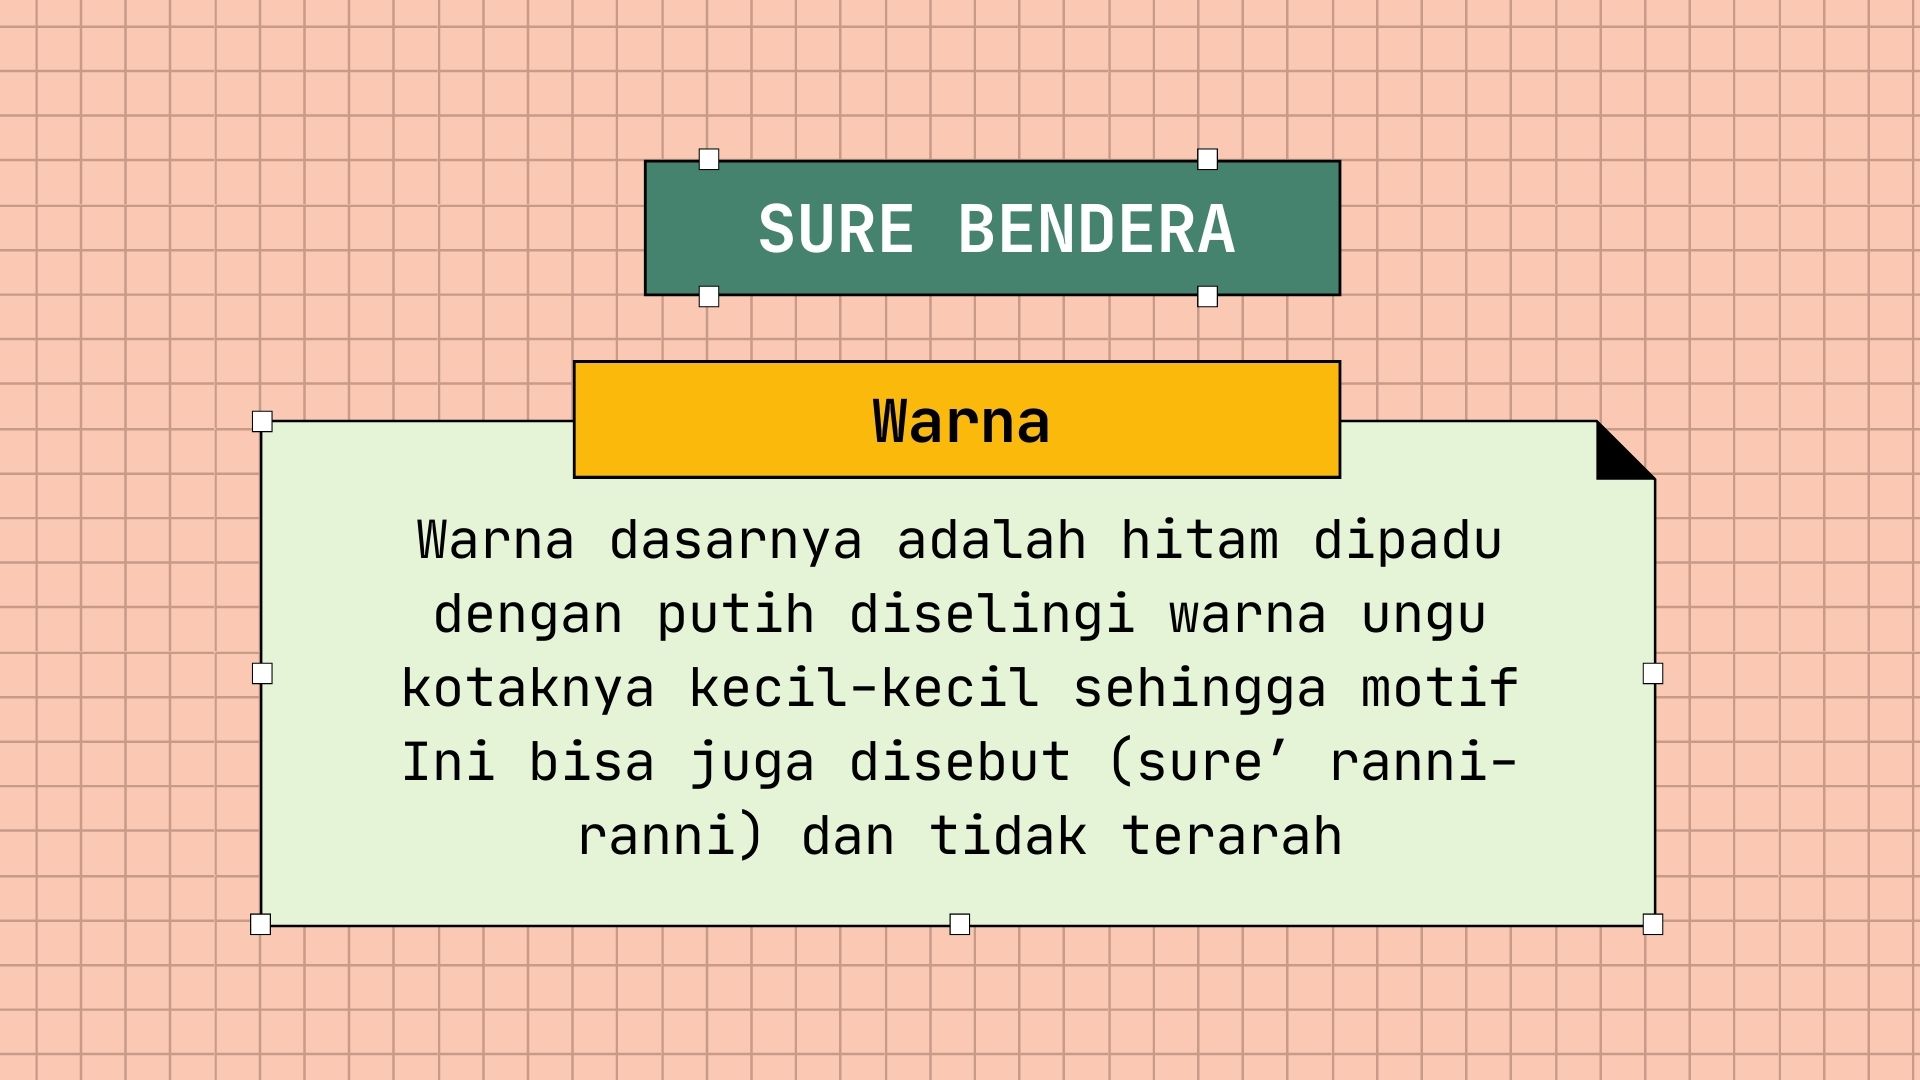 SURE BENDERA
Warna
Warna dasarnya adalah hitam dipadu
dengan putih diselingi warna ungu
kotaknya kecil-kecil sehingga motif
Ini bisa juga disebut (sure’ ranni-
ranni) dan tidak terarah